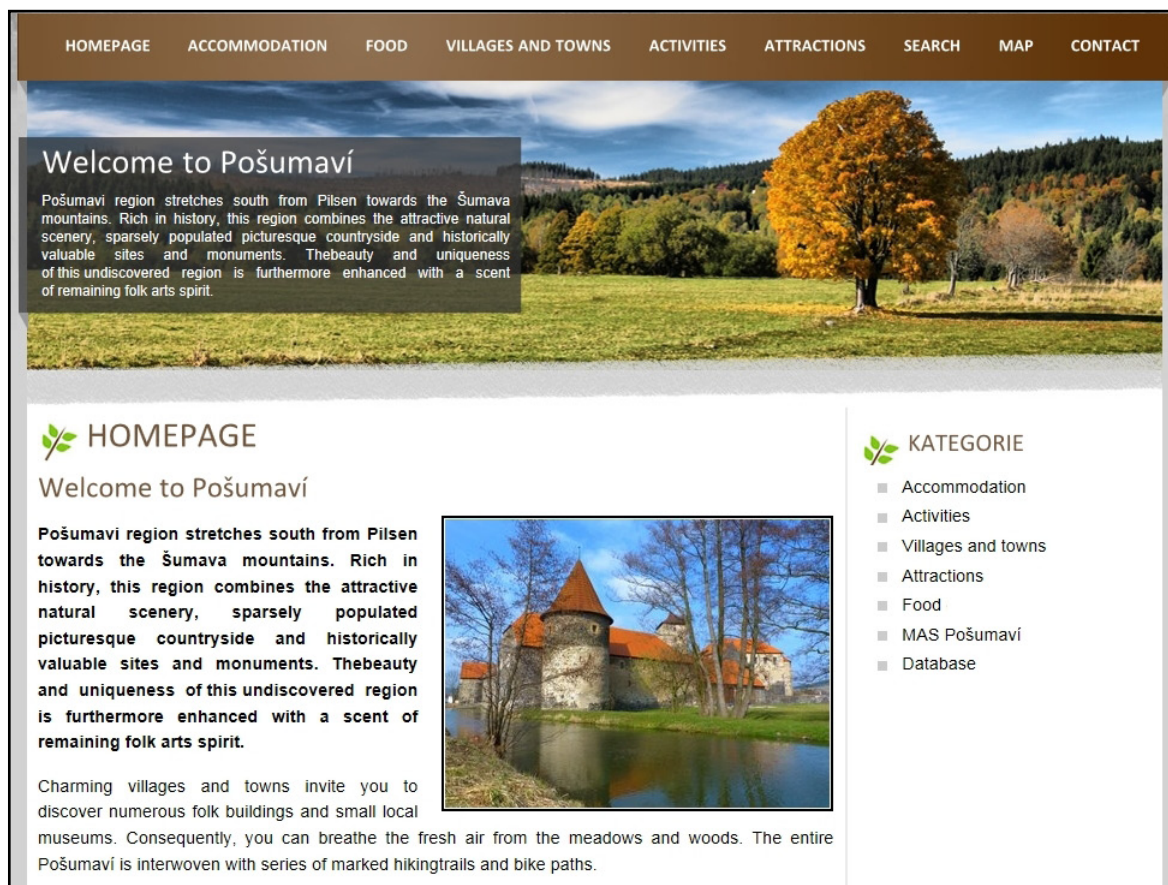 HOMEPAGE ACCOMMODATION FOOD VILLAGES AND TOWNS ACTIVITIES ATTRACTIONS SEARCH MAP CONTACT
Welcome to Pošumaví
Pošumavi region stretches south from Pilsen towards the Šumava
mountains. Rich in history, this region combines the attractive natural
scenery, sparsely populated picturesque countryside and historically
valuable sites and monuments. Thebeauty and uniqueness
of this undiscovered region is furthermore enhanced with a scent
of remaining folk arts spirit.
HOMEPAGE
Welcome to Pošumaví
Pošumavi region stretches south from Pilsen
towards the Šumava mountains. Rich in
history, this region combines the attractive
natural scenery, sparsely populated
picturesque countryside and historically
valuable sites and monuments. Thebeauty
and uniqueness of this undiscovered region
is furthermore enhanced with a scent of
remaining folk arts spirit.
Charming villages and towns invite you to
discover numerous folk buildings and small local
museums. Consequently, you can breathe the fresh air from the meadows and woods. The entire
Pošumaví is interwoven with series of marked hikingtrails and bike paths.
KATEGORIE
Accommodation
Activities
Villages and towns
Attractions
Food
MAS Pošumaví
Database